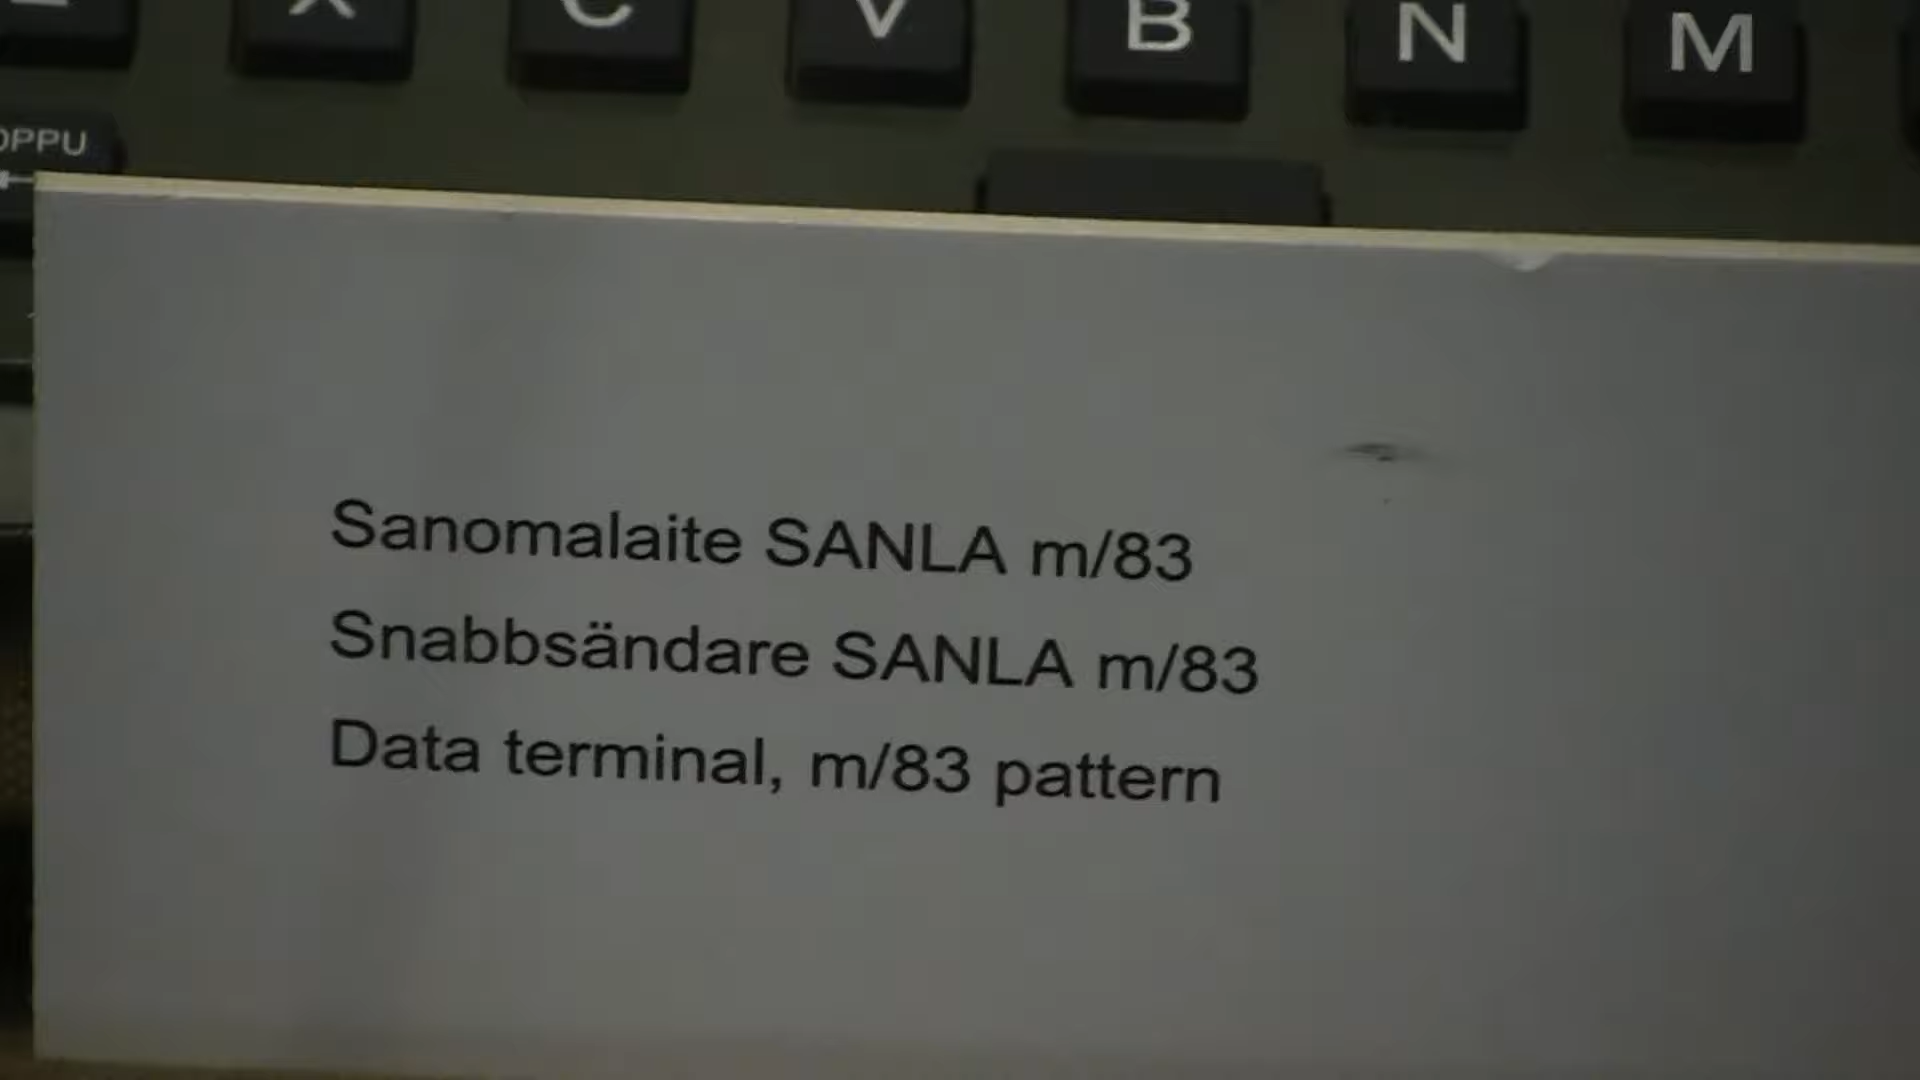 X C V B N M
OPPU
Sanomalaite SANLA m/83
Snabbsändare SANLA m/83
Data terminal, m/83 pattern